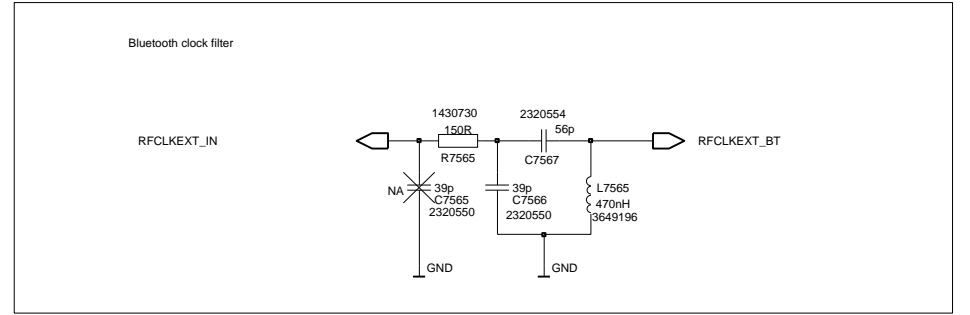 Bluetooth clock filter
1430730
2320554
150R
56p
RFCLKEXT_IN
RFCLKEXT_BT
R7565
C7567
NA
39p
C7565
2320550
39p
C7566
2320550
L7565
470nH
3649196
GND
GND